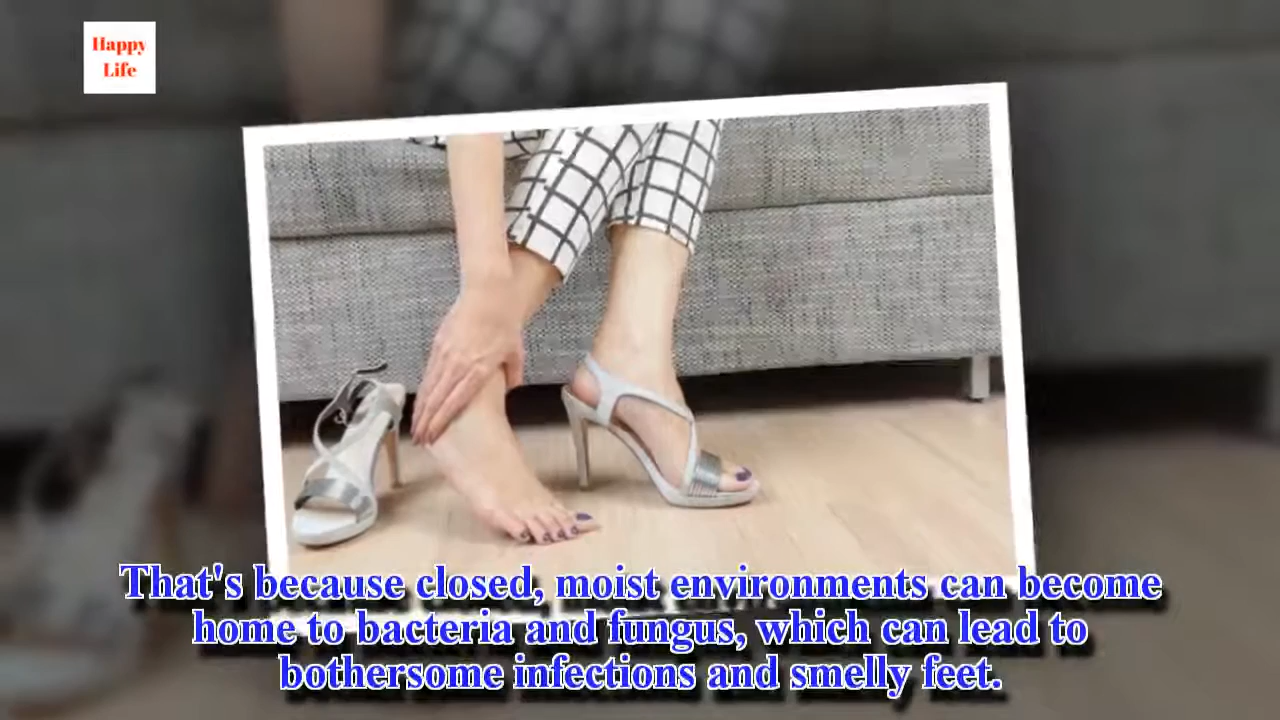 Happy
Life
That's because closed, moist environments can become
home to bacteria and fungus, which can lead to
bothersome infections and smelly feet.